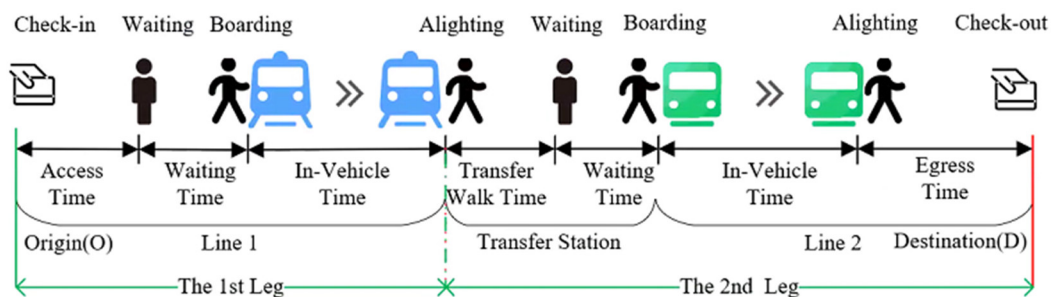 Check-in Waiting Boarding Alighting Waiting Boarding Alighting Check-out
Access Time
Waiting Time
In-Vehicle Time
Transfer Walk Time
Waiting Time
In-Vehicle Time
Egress Time
Origin(O) Line 1 Transfer Station Line 2 Destination(D)
The 1st Leg The 2nd Leg